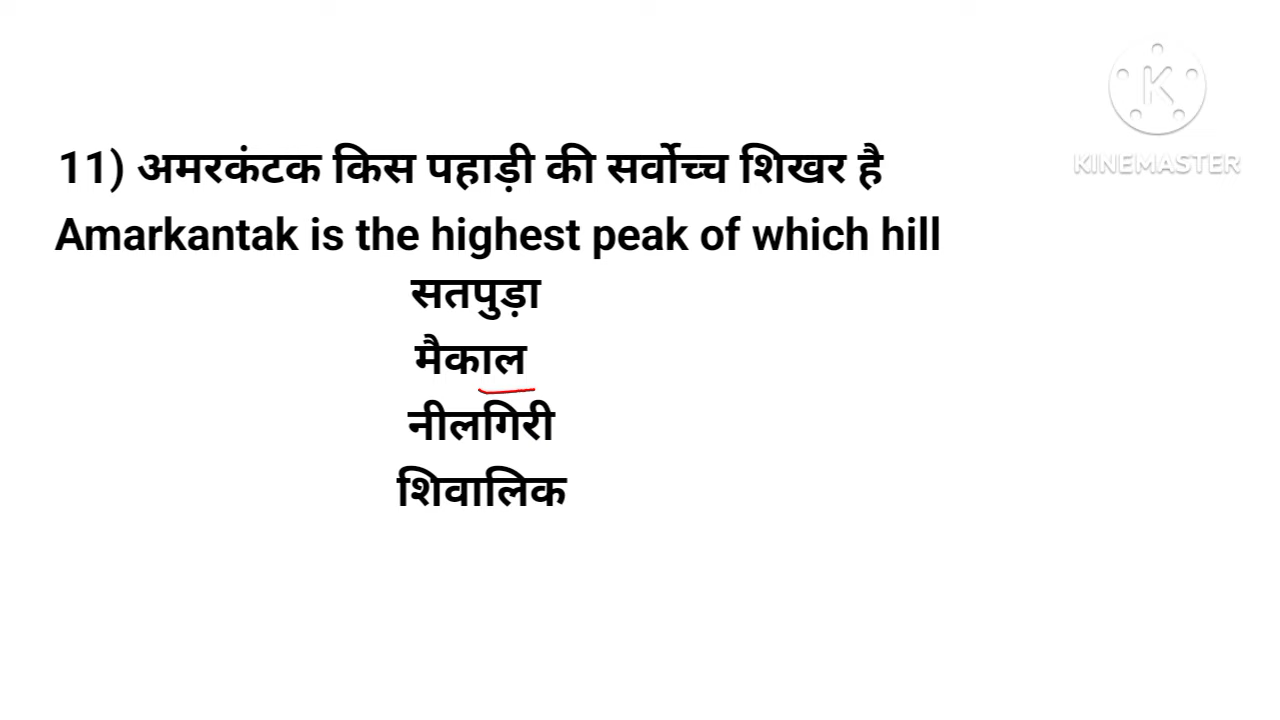 11) अमरकंटक किस पहाड़ी की सर्वोच्च शिखर है
Amarkantak is the highest peak of which hill
सतपुड़ा
मैकाल
नीलगिरी
शिवालिक
K
KINEMASTER